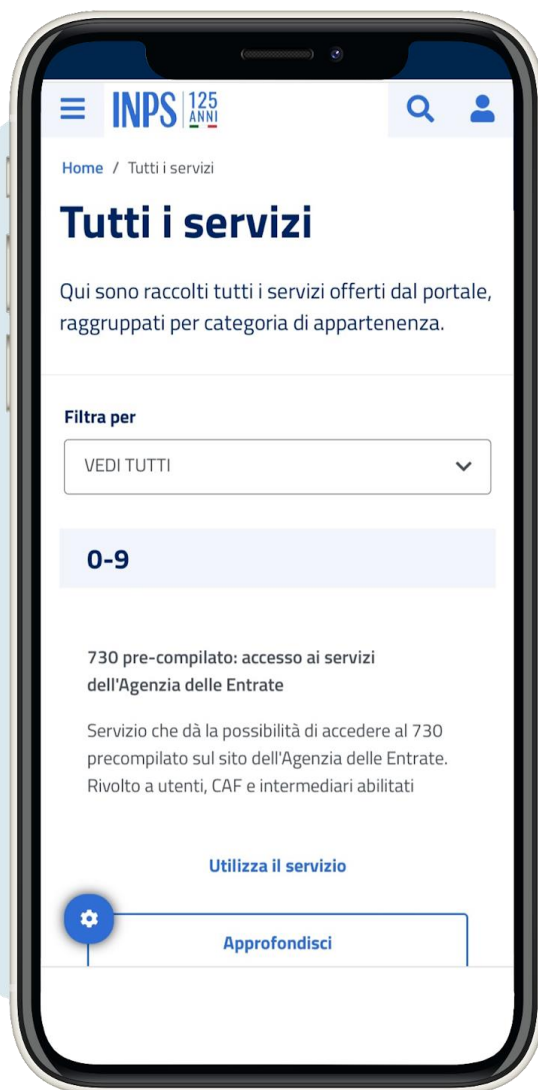 INPS 125
ANNI
Home / Tutti i servizi
Tutti i servizi
Qui sono raccolti tutti i servizi offerti dal portale,
raggruppati per categoria di appartenenza.
Filtra per
VEDI TUTTI
0-9
730 pre-compilato: accesso ai servizi
dell'Agenzia delle Entrate
Servizio che dà la possibilità di accedere al 730
precompilato sul sito dell'Agenzia delle Entrate.
Rivolto a utenti, CAF e intermediari abilitati
Utilizza il servizio
Approfondisci